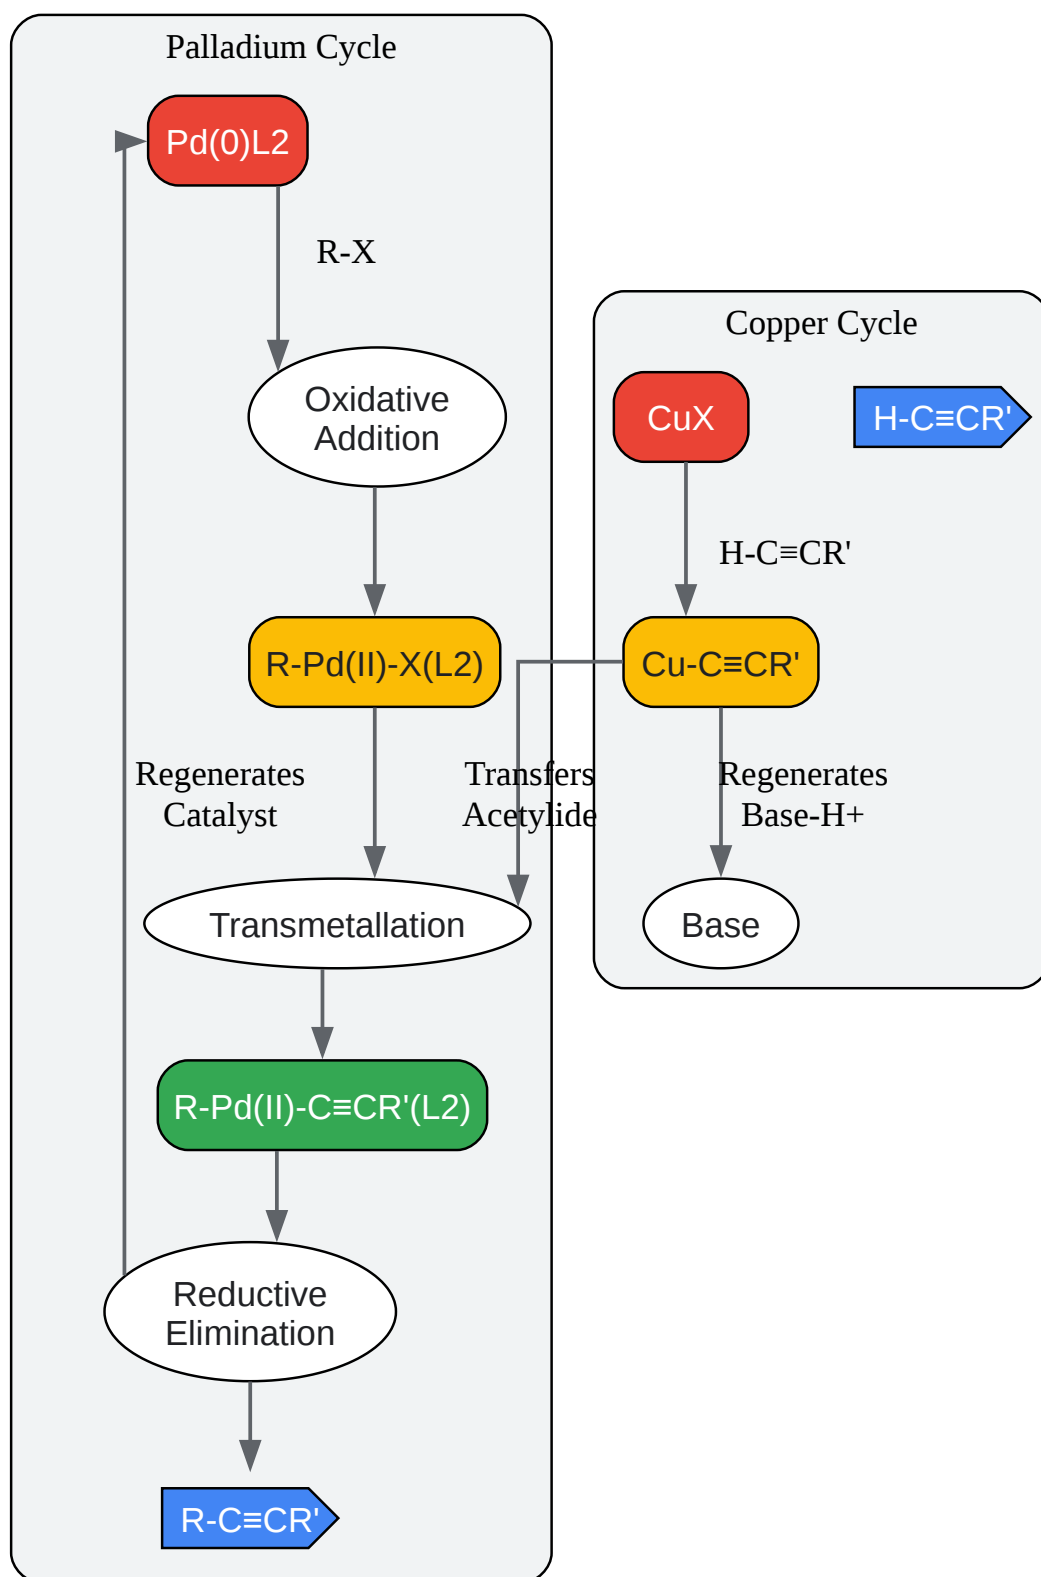 Palladium Cycle
Pd(0)L2
R-X
Oxidative
Addition
R-Pd(II)-X(L2)
Regenerates
Catalyst
Transfers
Acetylide
Transmetallation
R-Pd(II)-C≡CR'(L2)
Reductive
Elimination
R-C≡CR'
Copper Cycle
CuX
H-C≡CR'
H-C≡CR'
Cu-C≡CR'
Regenerates
Base-H+
Base